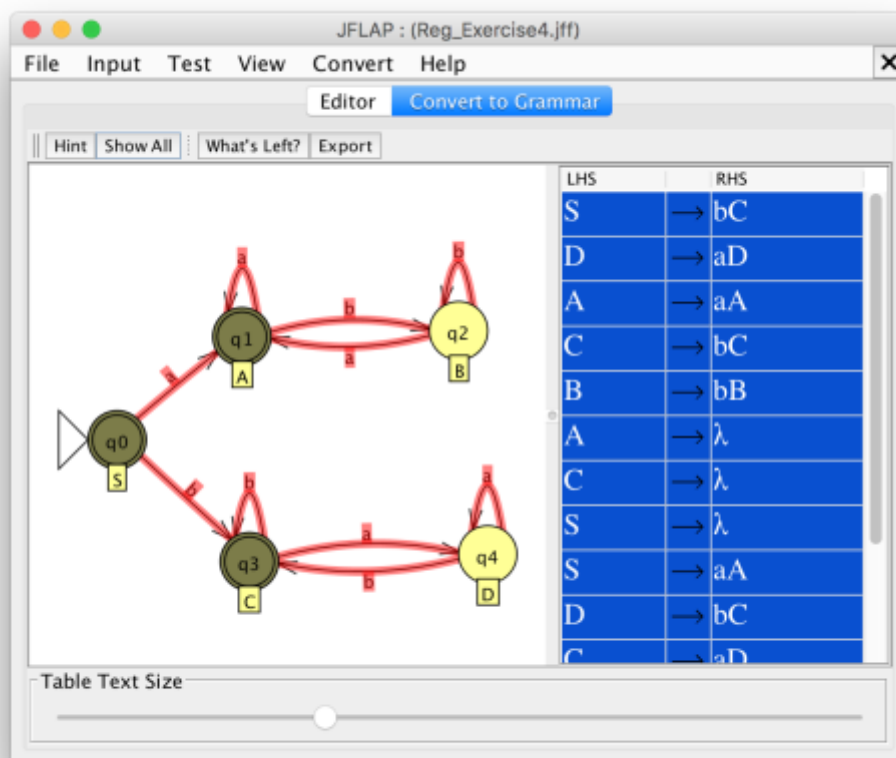 JFLAP : (Reg_Exercise4.jff)
File Input Test View Convert Help
Editor Convert to Grammar
Hint Show All What's Left? Export
a
b
q1
A
b
a
q2
B
a
q0
S
b
b
q3
C
a
b
a
q4
D
LHS RHS
S → bC
D → aD
A → aA
C → bC
B → bB
A → λ
C → λ
S → λ
S → aA
D → bC
C → aD
Table Text Size